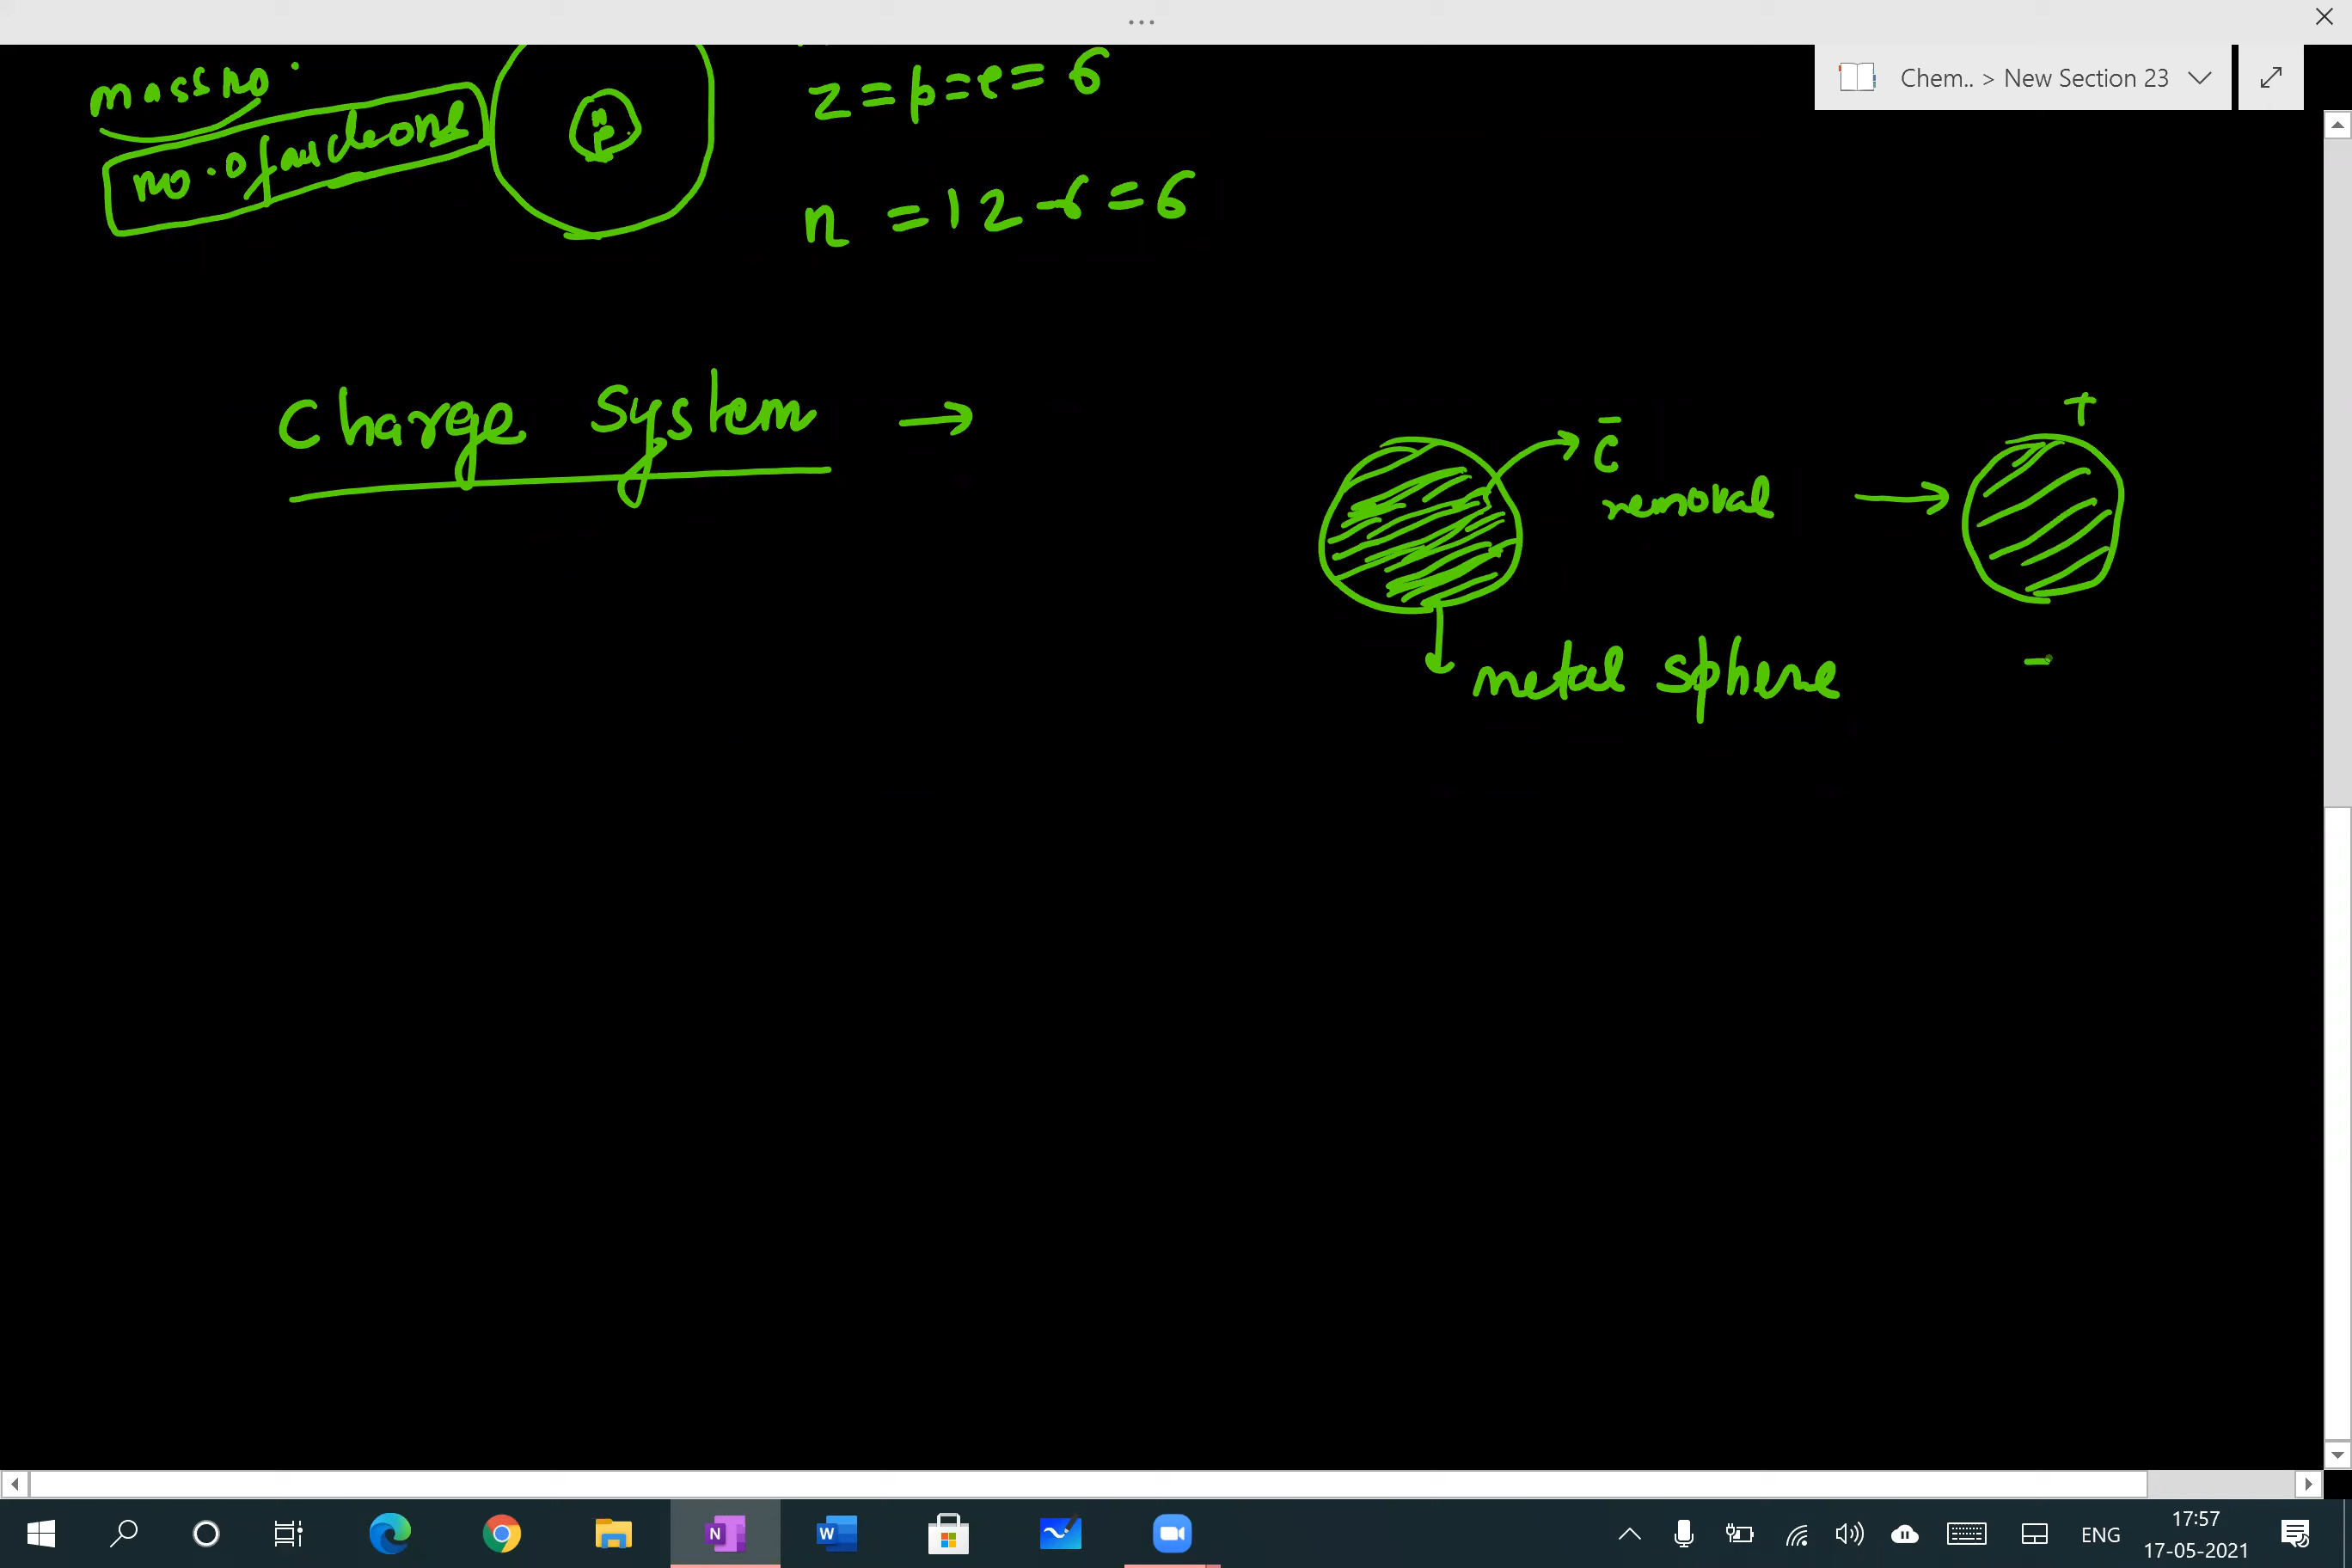 Chem.. > New Section 23
mass no.
no. of nucleons
n
p
z = p = e = 6
n = 12 - 6 = 6
Charge System →
ē
removal →
+
metal sphere
-
N
W
ENG
17:57
17-05-2021